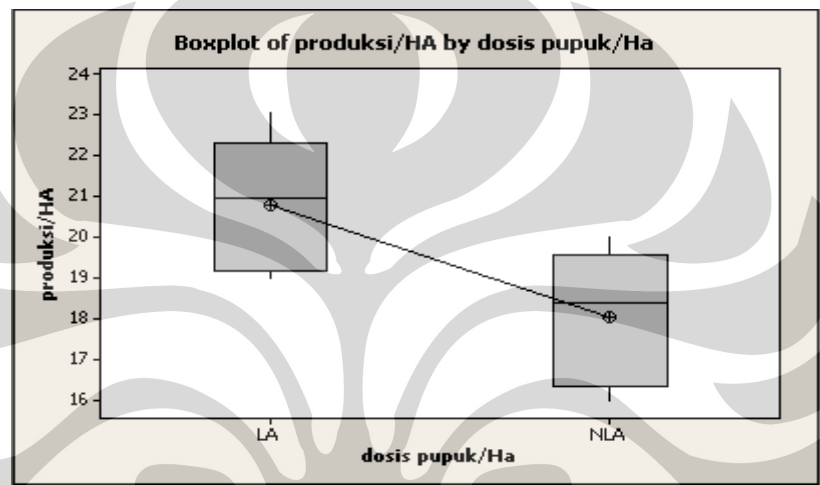 Boxplot of produksi/HA by dosis pupuk/Ha
24
23
22
21
20
19
18
17
16
produksi/HA
LA NLA
dosis pupuk/Ha